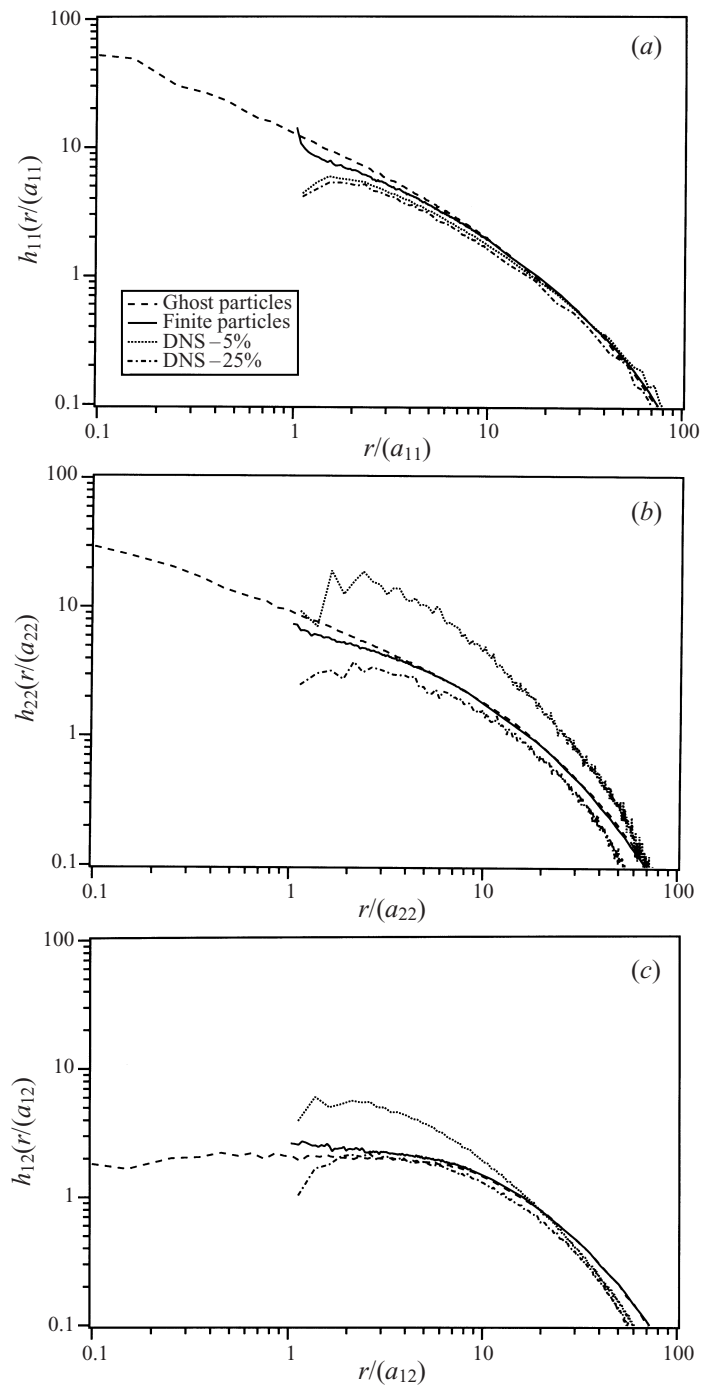 100
(a)
10
h11(r/(a11)
1
Ghost particles
Finite particles
DNS – 5%
DNS – 25%
0.1
0.1 1 10 100
r/(a11)
100
(b)
10
h22(r/(a22)
1
0.1
0.1 1 10 100
r/(a22)
100
(c)
10
h12(r/(a12)
1
0.1
0.1 1 10 100
r/(a12)